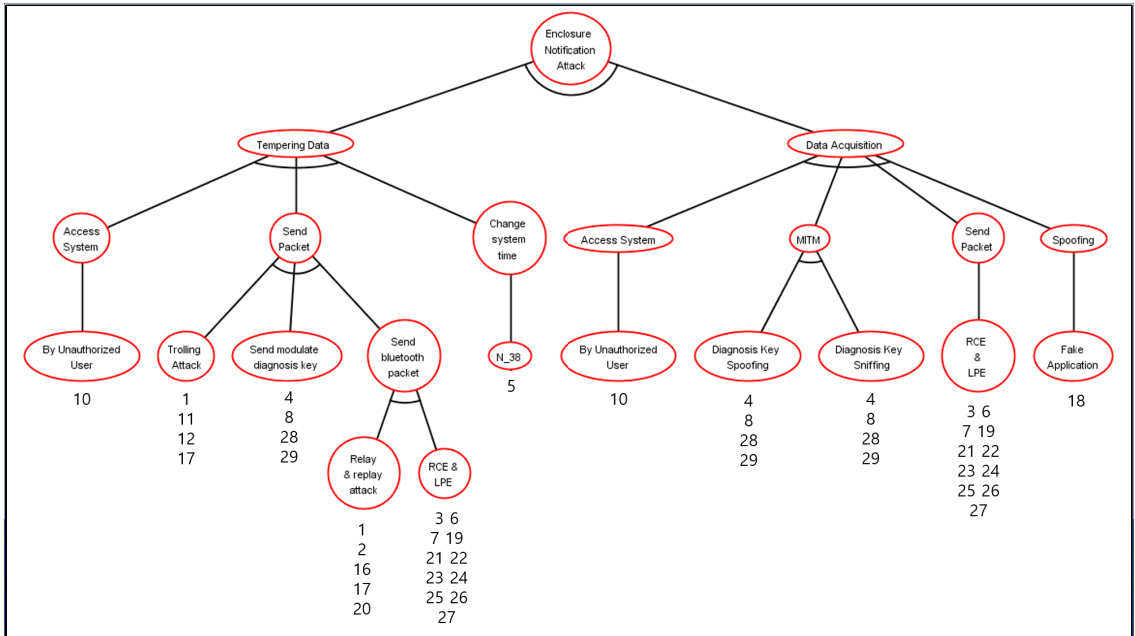 Enclosure
Notification
Attack
Tempering Data
Data Acquisition
Access
System
Send
Packet
Change
system
time
Access System
MITM
Send
Packet
Spoofing
By Unauthorized
User
10
Trolling
Attack
1
11
12
17
Send modulate
diagnosis key
4
8
28
29
Send
bluetooth
packet
N_38
5
By Unauthorized
User
10
Diagnosis Key
Spoofing
4
8
28
29
Diagnosis Key
Sniffing
4
8
28
29
RCE
&
LPE
3 6
7 19
21 22
23 24
25 26
27
Fake
Application
18
Relay
& replay
attack
1
2
16
17
20
RCE &
LPE
3 6
7 19
21 22
23 24
25 26
27